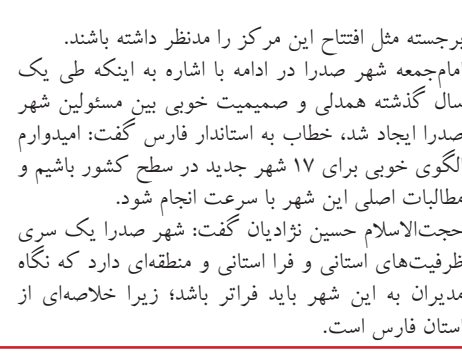 برجسته مثل افتتاح این مرکز را مدنظر داشته باشند.
امام‌جمعه شهر صدرا در ادامه با اشاره به اینکه طی یک
سال گذشته همدلی و صمیمیت خوبی بین مسئولین شهر
صدرا ایجاد شد، خطاب به استاندار فارس گفت: امیدوارم
الگوی خوبی برای ۱۷ شهر جدید در سطح کشور باشیم و
مطالبات اصلی این شهر با سرعت انجام شود.
حجت‌الاسلام حسین نژادیان گفت: شهر صدرا یک سری
ظرفیت‌های استانی و فرا استانی و منطقه‌ای دارد که نگاه
مدیران به این شهر باید فراتر باشد؛ زیرا خلاصه‌ای از
استان فارس است.